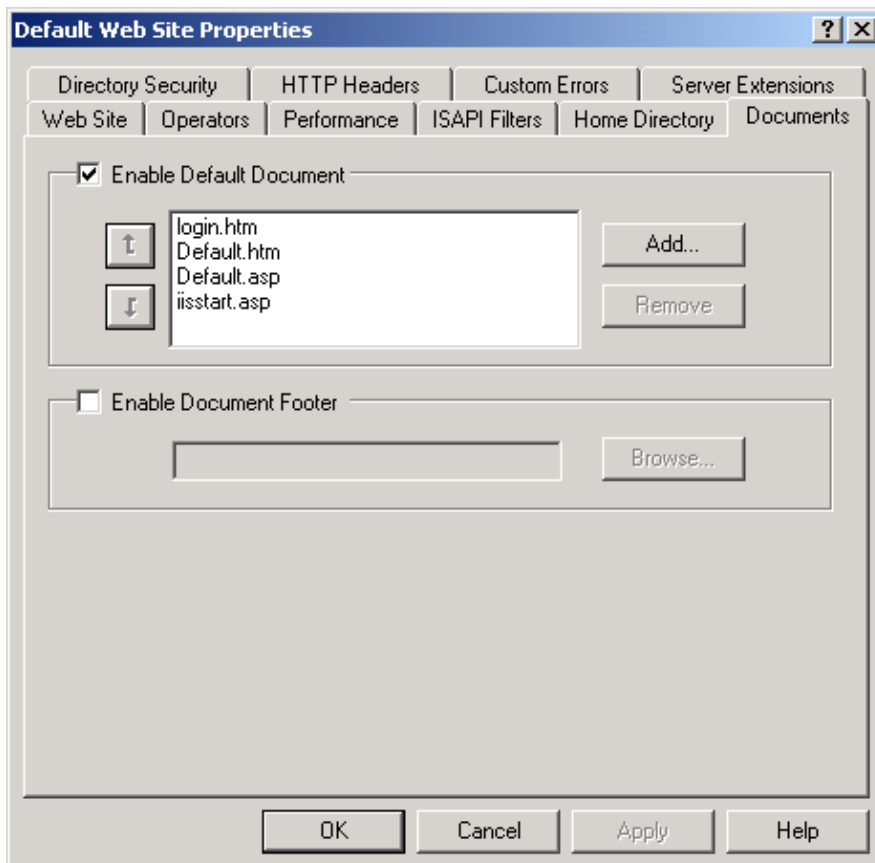 Default Web Site Properties
Directory Security HTTP Headers Custom Errors Server Extensions
Web Site Operators Performance ISAPI Filters Home Directory Documents
Enable Default Document
login.htm
Default.htm
Default.asp
iisstart.asp
Add...
Remove
Enable Document Footer
Browse...
OK Cancel Apply Help